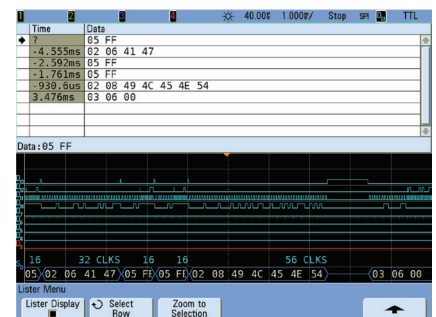 1 2 3 4 40.00% 1.000s/ Stop SPI TTL
Time Data
? 05 FF
-4.555ms 02 06 41 47
-2.592ms 05 FF
-1.761ms 05 FF
-930.6us 02 08 49 4C 45 4E 54
3.476ms 03 06 00
Data:05 FF
16 32 CLKS 16 16 56 CLKS
05 02 06 41 47 05 FF 05 FF 02 08 49 4C 45 4E 54 03 06 00
Lister Menu
Lister Display Select Row Zoom to Selection